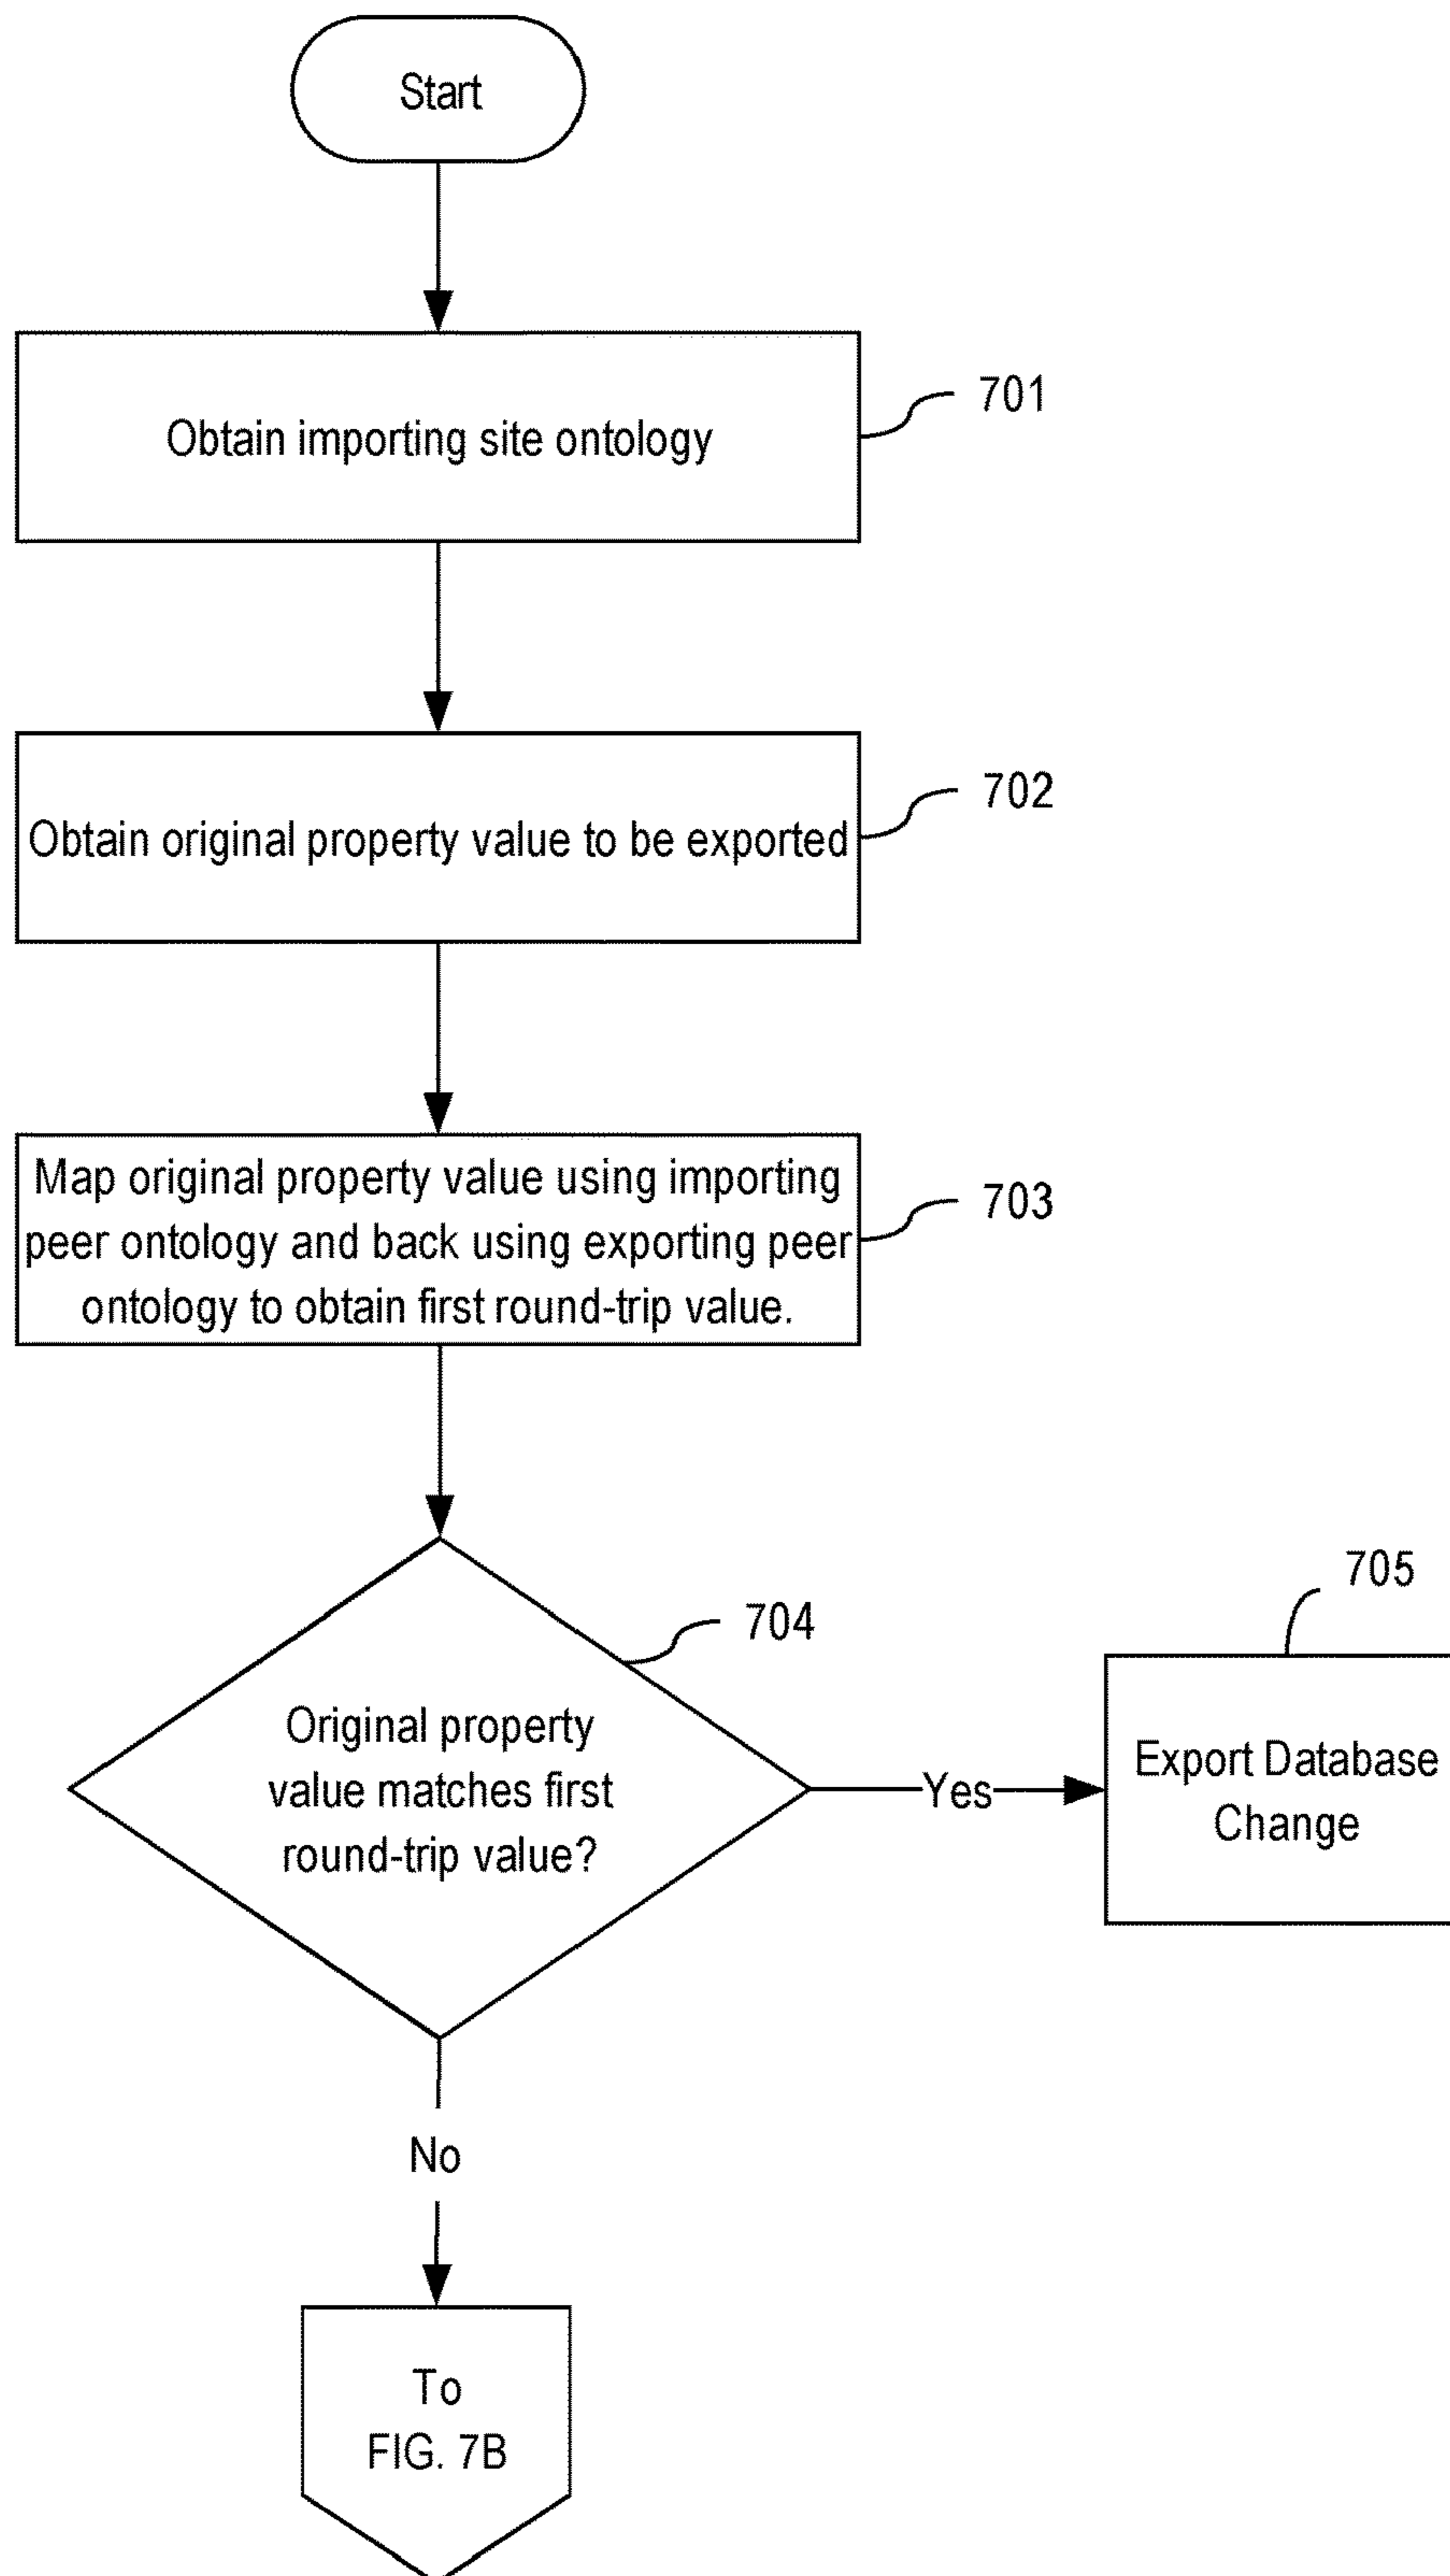 Start
Obtain importing site ontology
701
Obtain original property value to be exported
702
Map original property value using importing
peer ontology and back using exporting peer
ontology to obtain first round-trip value.
703
704
Original property
value matches first
round-trip value?
Yes
705
Export Database
Change
No
To
FIG. 7B